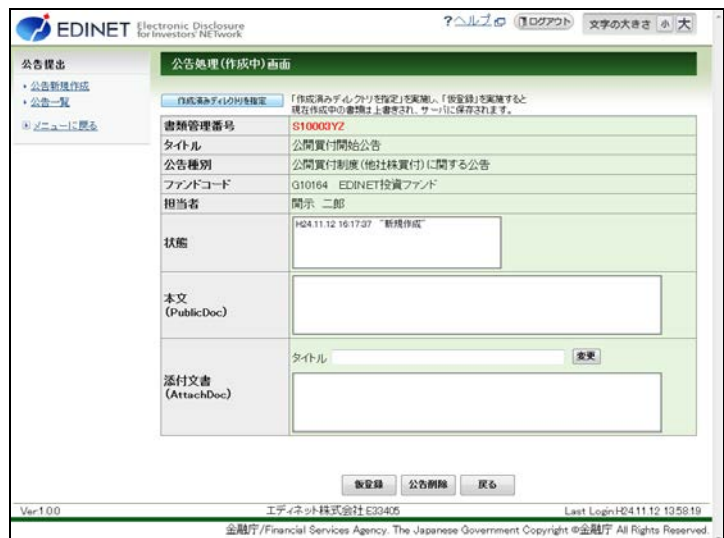 EDINET Electronic Disclosure
for Investors' NETwork
?ヘルプ ログアウト 文字の大きさ 小 大
公告提出
公告新規作成
公告一覧
メニューに戻る
公告処理(作成中)画面
作成済みディレクトリを指定 「作成済みディレクトリを指定」を実施し、「仮登録」を実施すると
現在作成中の書類は上書きされ、サーバに保存されます。
書類管理番号 S10003YZ
タイトル 公開買付開始公告
公告種別 公開買付制度(他社株買付)に関する公告
ファンドコード G10164 EDINET投資ファンド
担当者 開示 二郎
状態 H24.11.12 16:17:37 "新規作成"
本文
(PublicDoc)
タイトル 変更
添付文書
(AttachDoc)
仮登録 公告削除 戻る
Ver.1.0.0 エディネット株式会社 E33405 Last Login:H24.11.12 13:58:19
金融庁/Financial Services Agency. The Japanese Government Copyright ©金融庁 All Rights Reserved.